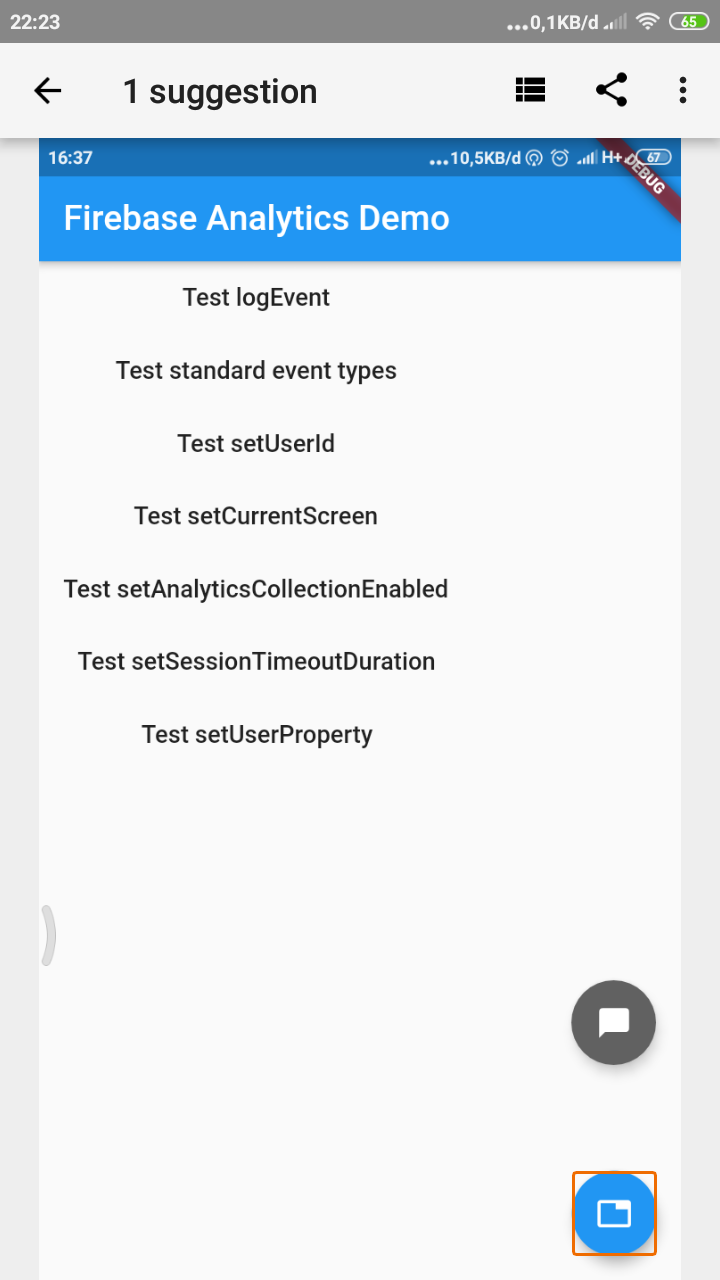 22:23 ...0,1KB/d 65
1 suggestion
16:37 ...10,5KB/d H+ 67
DEBUG
Firebase Analytics Demo
Test logEvent
Test standard event types
Test setUserId
Test setCurrentScreen
Test setAnalyticsCollectionEnabled
Test setSessionTimeoutDuration
Test setUserProperty